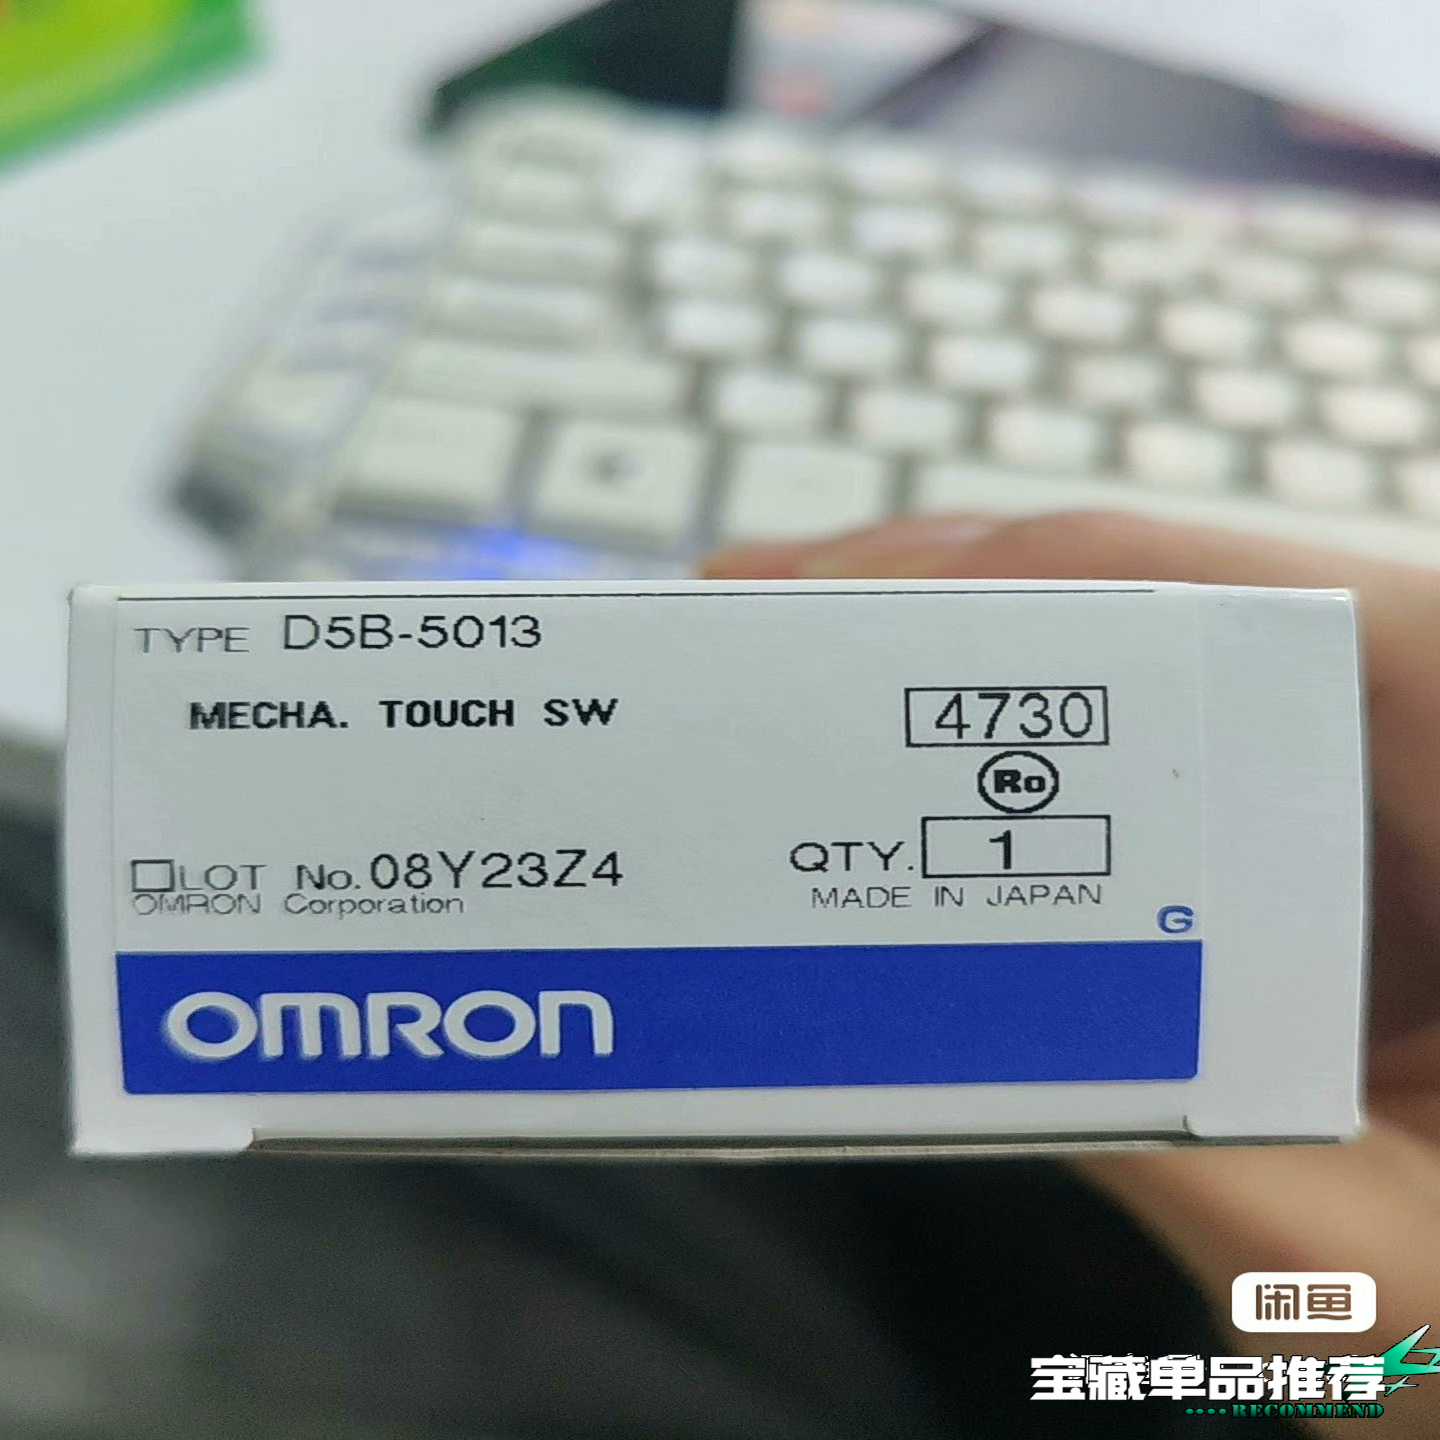 TYPE D5B-5013
MECHA. TOUCH SW
4730
Ro
QTY. 1
□LOT No. 08Y23Z4
OMRON Corporation
MADE IN JAPAN
G
OMRON
闲鱼
宝藏单品推荐
····RECOMMEND